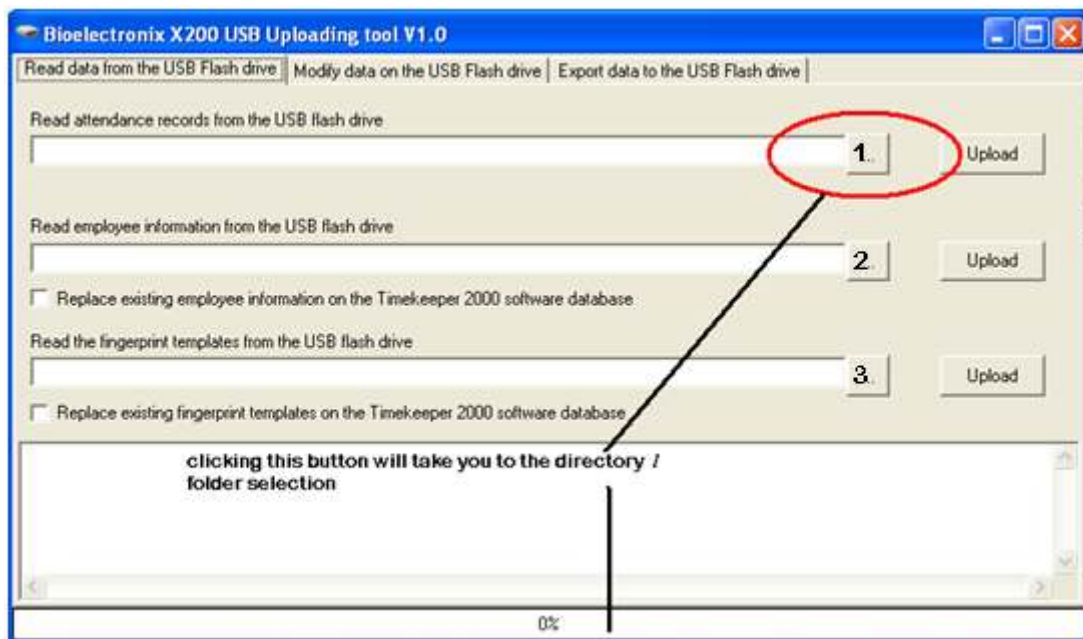 Bioelectronix X200 USB Uploading tool V1.0
Read data from the USB Flash drive Modify data on the USB Flash drive Export data to the USB Flash drive
Read attendance records from the USB flash drive
1.. Upload
Read employee information from the USB flash drive
2.. Upload
Replace existing employee information on the Timekeeper 2000 software database
Read the fingerprint templates from the USB flash drive
3.. Upload
Replace existing fingerprint templates on the Timekeeper 2000 software database
clicking this button will take you to the directory /
folder selection
0%